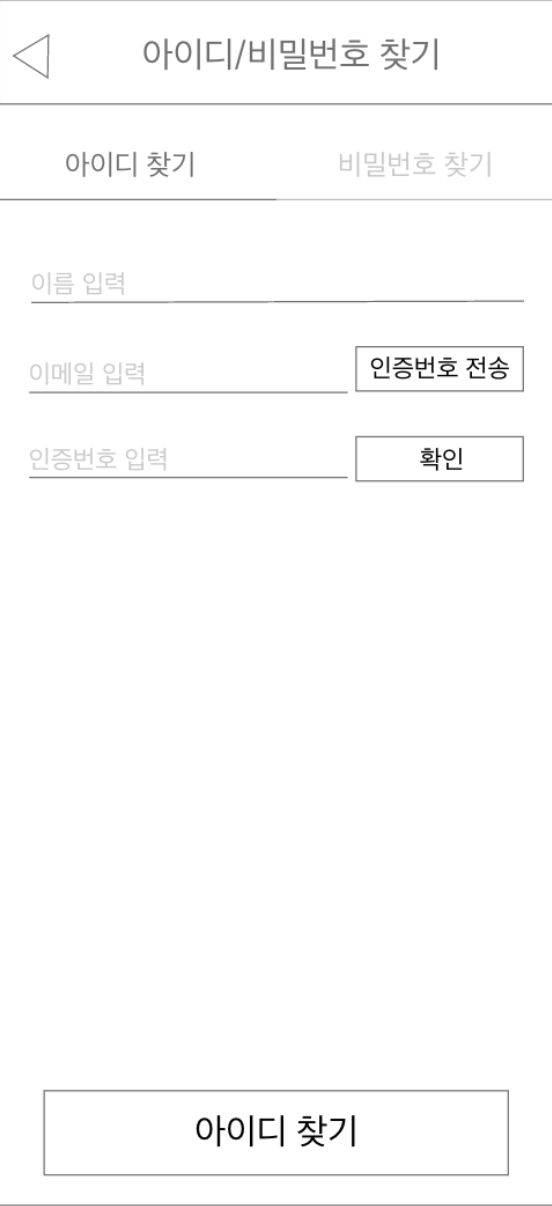 아이디/비밀번호 찾기
아이디 찾기 비밀번호 찾기
이름 입력
이메일 입력 인증번호 전송
인증번호 입력 확인
아이디 찾기